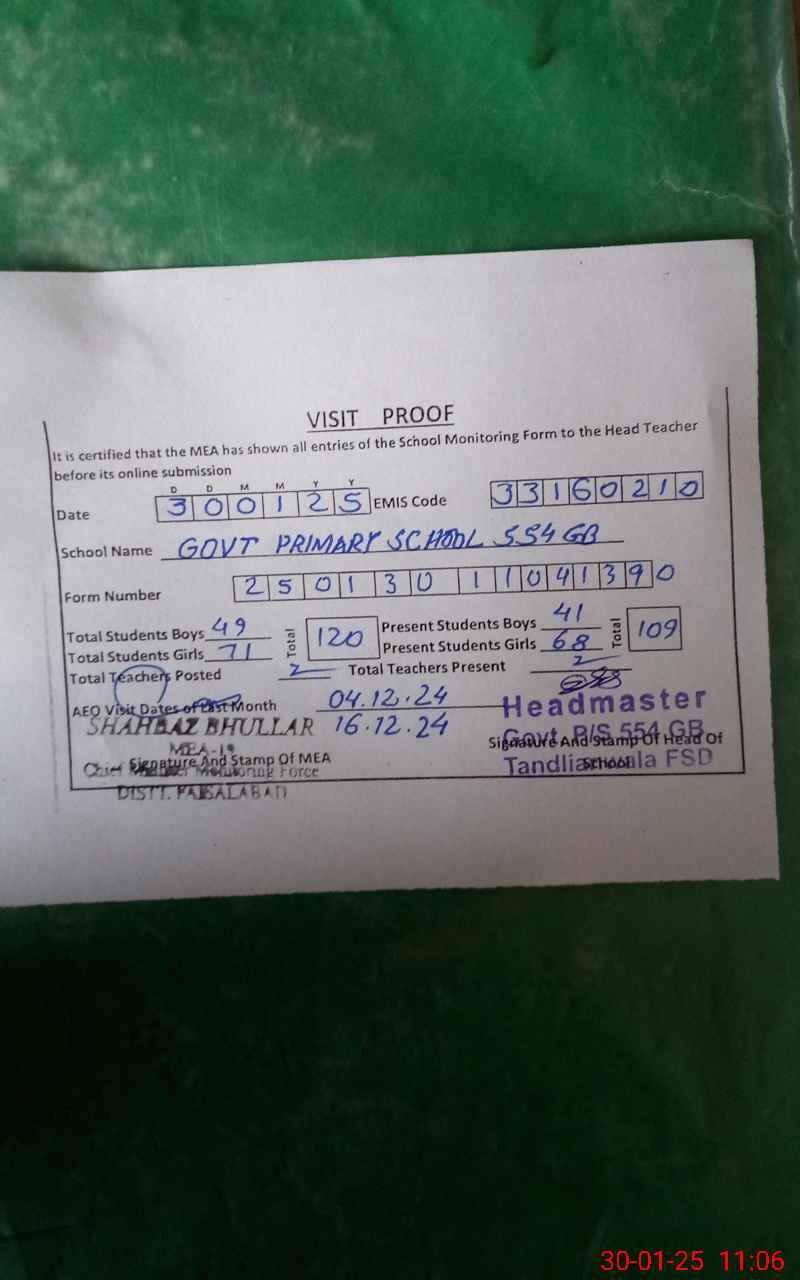 VISIT PROOF
It is certified that the MEA has shown all entries of the School Monitoring Form to the Head Teacher
before its online submission
D D M M Y Y
Date 3 0 0 1 2 5 EMIS Code 3 3 1 6 0 2 1 0
School Name GOVT PRIMARY SCHOOL 554 GB
Form Number 2 5 0 1 3 0 1 1 0 4 1 3 9 0
Total Students Boys 49 Total 120 Present Students Boys 41 Total 109
Total Students Girls 71 Present Students Girls 68
Total Teachers Posted 2 Total Teachers Present 2
AEO Visit Dates of Last Month 04.12.24
16.12.24
SHAHBAZ BHULLAR
MEA-19
Signature And Stamp Of MEA
Chief Minister Monitoring Force
DISTT. FAISALABAD
Headmaster
Govt. P/S 554 GB
Signature And Stamp Of Head Of
School
Tandlianwala FSD
30-01-25 11:06